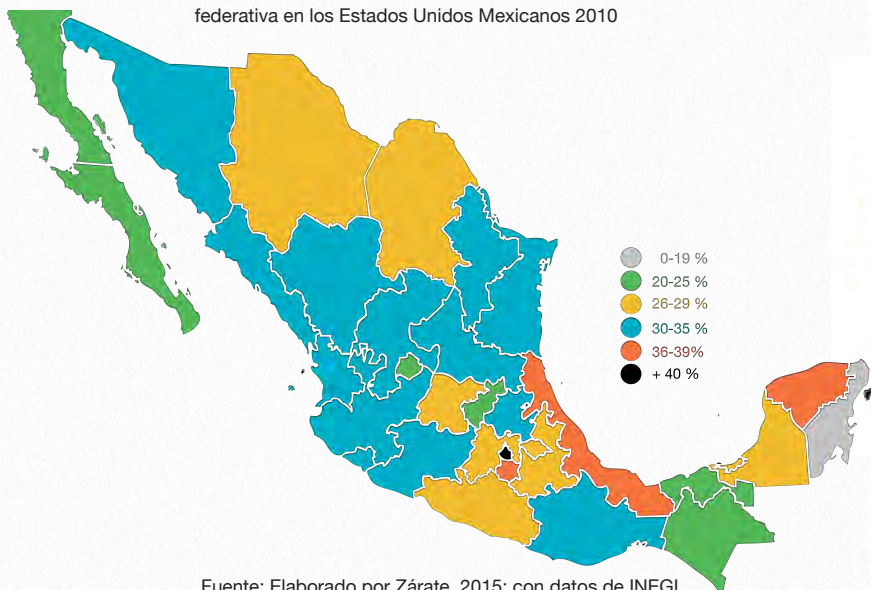 federativa en los Estados Unidos Mexicanos 2010
0-19 %
20-25 %
26-29 %
30-35 %
36-39%
+ 40 %
Fuente: Elaborado por Zárate, 2015; con datos de INEGI